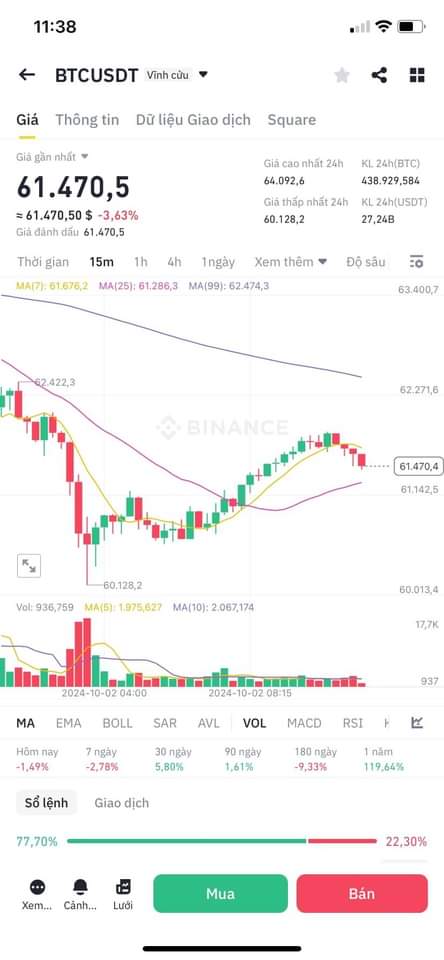 11:38
BTCUSDT Vĩnh cửu
Giá Thông tin Dữ liệu Giao dịch Square
Giá gần nhất
61.470,5
≈ 61.470,50 $ -3,63%
Giá đánh dấu 61.470,5
Giá cao nhất 24h KL 24h(BTC)
64.092,6 438.929,584
Giá thấp nhất 24h KL 24h(USDT)
60.128,2 27,24B
Thời gian 15m 1h 4h 1ngày Xem thêm Độ sâu
MA(7): 61.676,2 MA(25): 61.286,3 MA(99): 62.474,3
63.400,7
62.422,3
62.271,6
BINANCE
61.470,4
61.142,5
60.128,2
60.013,4
Vol: 936,759 MA(5): 1.975,627 MA(10): 2.067,174
17,7K
937
2024-10-02 04:00 2024-10-02 08:15
MA EMA BOLL SAR AVL VOL MACD RSI
Hôm nay 7 ngày 30 ngày 90 ngày 180 ngày 1 năm
-1,49% -2,78% 5,80% 1,61% -9,33% 119,64%
Sổ lệnh Giao dịch
77,70% 22,30%
Xem... Cảnh... Lưới
Mua Bán